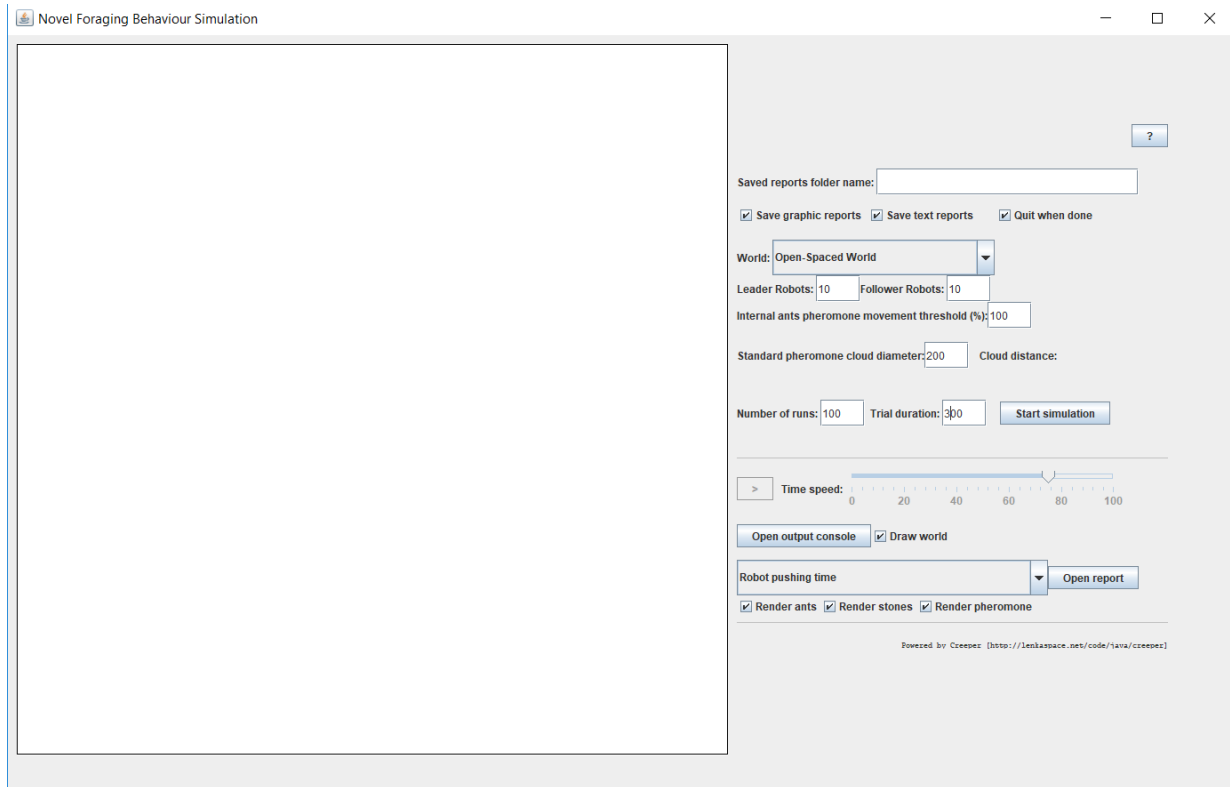 Novel Foraging Behaviour Simulation
?
Saved reports folder name:
Save graphic reports Save text reports Quit when done
World: Open-Spaced World
Leader Robots: 10 Follower Robots: 10
Internal ants pheromone movement threshold (%): 100
Standard pheromone cloud diameter: 200 Cloud distance:
Number of runs: 100 Trial duration: 300 Start simulation
> Time speed:
0 20 40 60 80 100
Open output console Draw world
Robot pushing time Open report
Render ants Render stones Render pheromone
Powered by Creeper [http://lenkaspace.net/code/java/creeper]